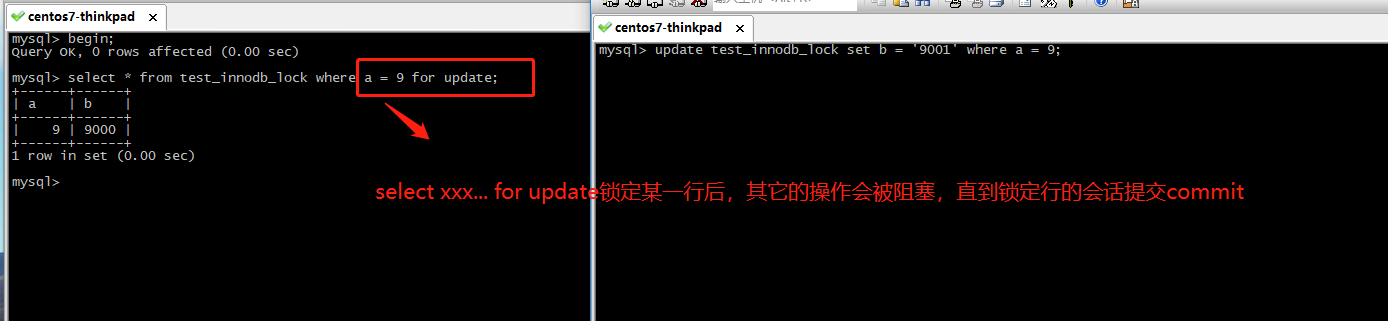 centos7-thinkpad ×
mysql> begin;
Query OK, 0 rows affected (0.00 sec)
mysql> select * from test_innodb_lock where a = 9 for update;
+------+------+
| a    | b    |
+------+------+
|    9 | 9000 |
+------+------+
1 row in set (0.00 sec)
mysql>
centos7-thinkpad ×
mysql> update test_innodb_lock set b = '9001' where a = 9;
select xxx... for update锁定某一行后，其它的操作会被阻塞，直到锁定行的会话提交commit